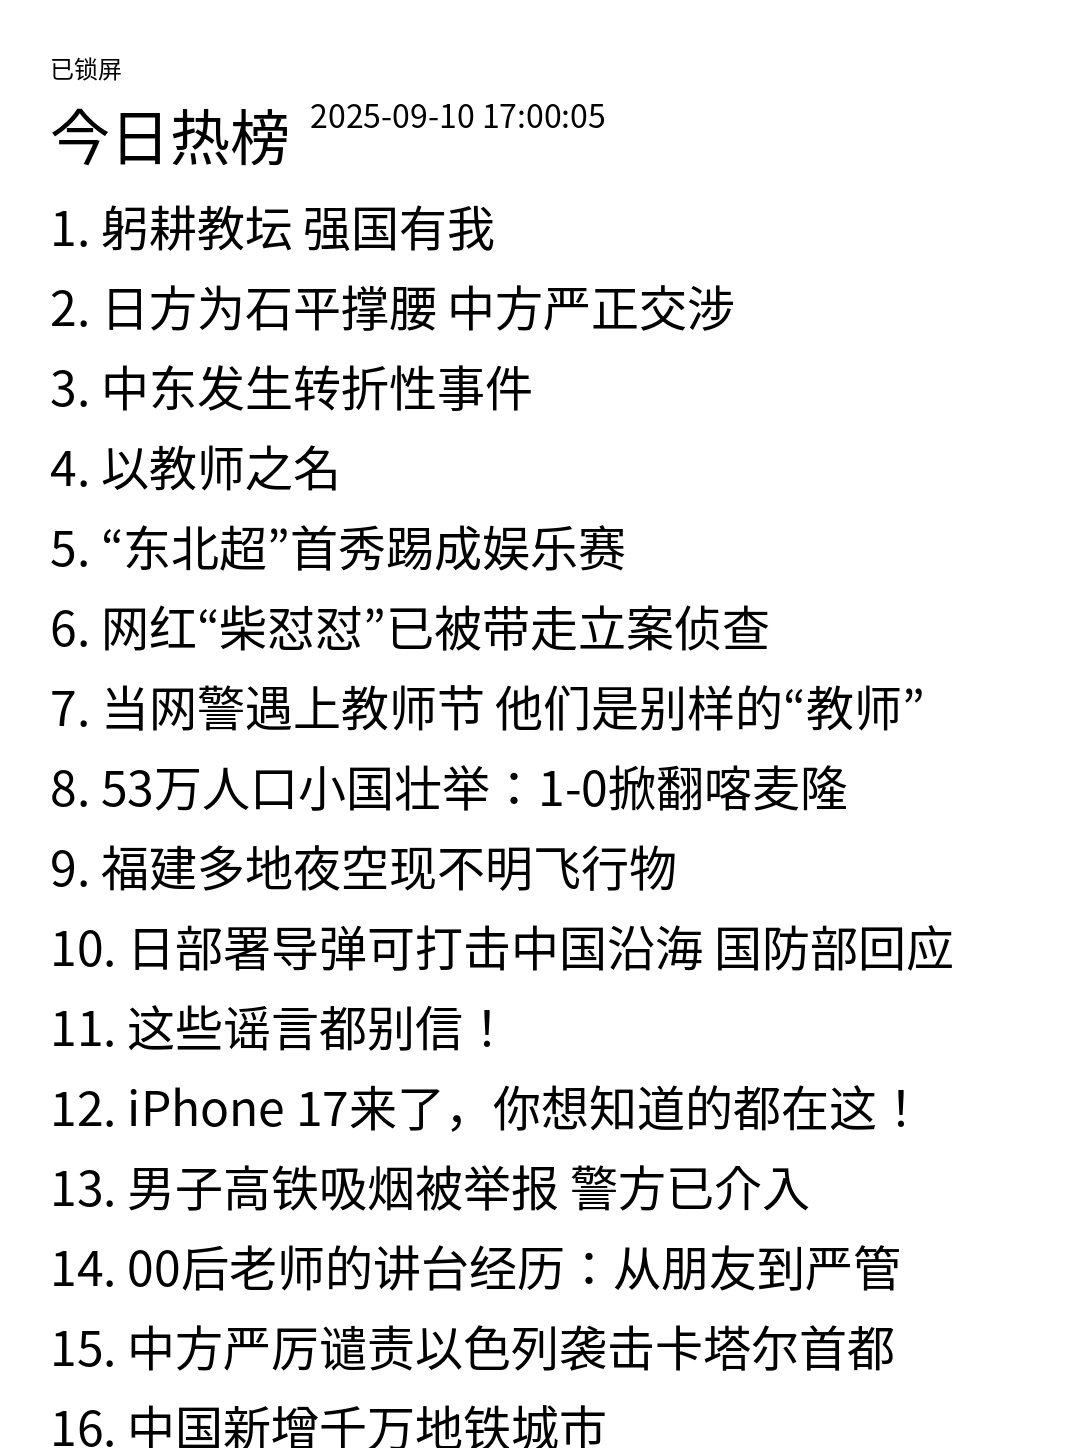 已锁屏
今日热榜 2025-09-10 17:00:05
1. 躬耕教坛 强国有我
2. 日方为石平撑腰 中方严正交涉
3. 中东发生转折性事件
4. 以教师之名
5. “东北超”首秀踢成娱乐赛
6. 网红“柴怼怼”已被带走立案侦查
7. 当网警遇上教师节 他们是别样的“教师”
8. 53万人口小国壮举：1-0掀翻喀麦隆
9. 福建多地夜空现不明飞行物
10. 日部署导弹可打击中国沿海 国防部回应
11. 这些谣言都别信！
12. iPhone 17来了，你想知道的都在这！
13. 男子高铁吸烟被举报 警方已介入
14. 00后老师的讲台经历：从朋友到严管
15. 中方严厉谴责以色列袭击卡塔尔首都
16. 中国新增千万地铁城市